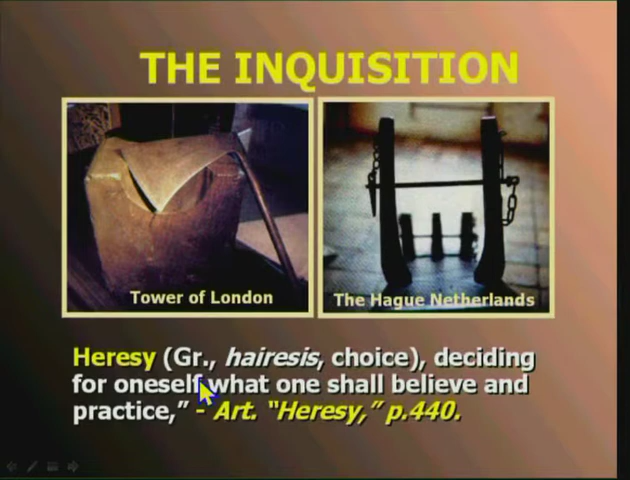 THE INQUISITION
Tower of London
The Hague Netherlands
Heresy (Gr., hairesis, choice), deciding
for oneself what one shall believe and
practice,” - Art. “Heresy,” p.440.